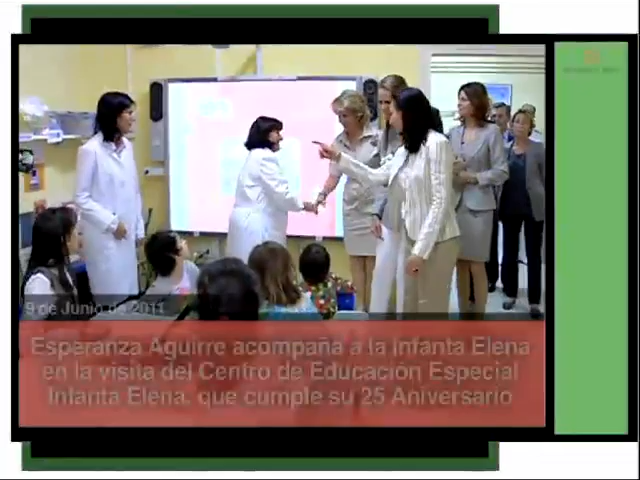 9 de Junio de 2011
Esperanza Aguirre acompaña a la Infanta Elena
en la visita del Centro de Educación Especial
Infanta Elena, que cumple su 25 Aniversario